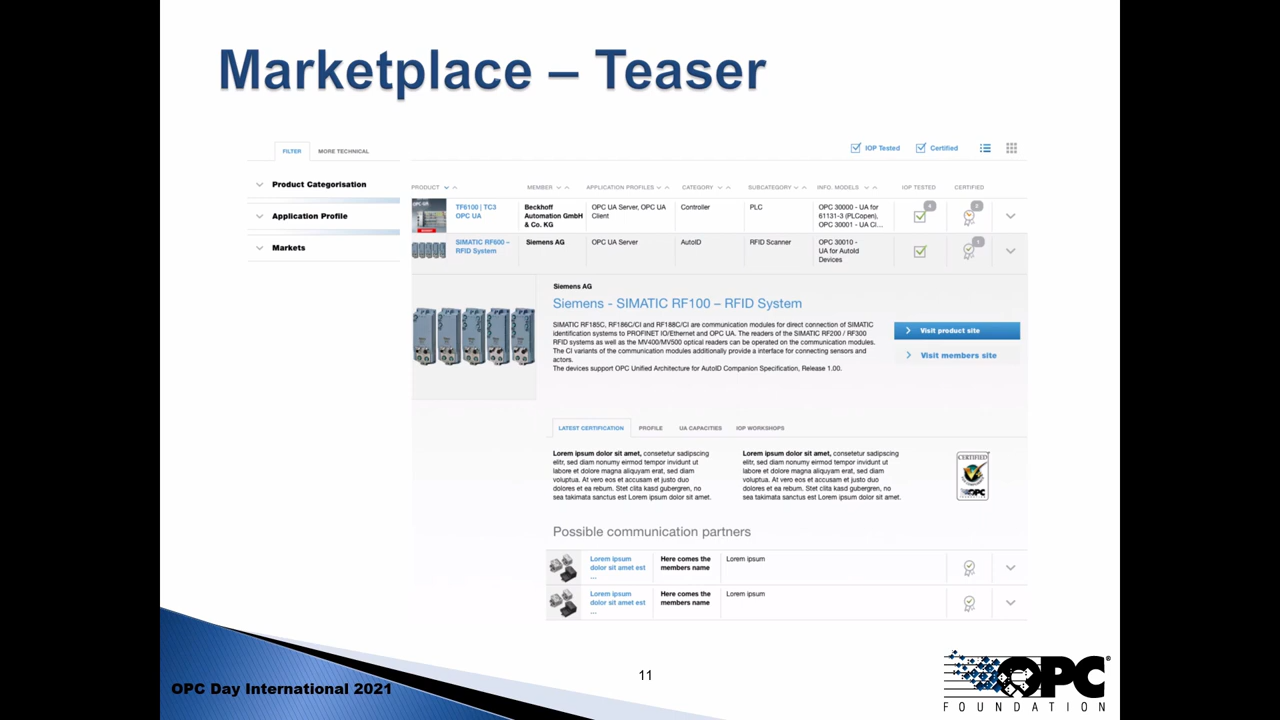 Marketplace – Teaser
FILTER
MORE TECHNICAL
Product Categorisation
Application Profile
Markets
IOP Tested
Certified
PRODUCT
MEMBER
APPLICATION PROFILES
CATEGORY
SUBCATEGORY
INFO. MODELS
IOP TESTED
CERTIFIED
TF6100 | TC3
OPC UA
Beckhoff
Automation GmbH
& Co. KG
OPC UA Server, OPC UA
Client
Controller
PLC
OPC 30000 - UA for
61131-3 (PLCopen),
OPC 30001 - UA Cl...
4
2
SIMATIC RF600 –
RFID System
Siemens AG
OPC UA Server
AutoID
RFID Scanner
OPC 30010 -
UA for AutoId
Devices
1
Siemens AG
Siemens - SIMATIC RF100 – RFID System
SIMATIC RF185C, RF186C/CI and RF188C/CI are communication modules for direct connection of SIMATIC
identification systems to PROFINET IO/Ethernet and OPC UA. The readers of the SIMATIC RF200 / RF300
RFID systems as well as the MV400/MV500 optical readers can be operated on the communication modules.
The CI variants of the communication modules additionally provide a interface for connecting sensors and
actors.
The devices support OPC Unified Architecture for AutoID Companion Specification, Release 1.00.
Visit product site
Visit members site
LATEST CERTIFICATION
PROFILE
UA CAPACITIES
IOP WORKSHOPS
Lorem ipsum dolor sit amet, consetetur sadipscing
elitr, sed diam nonumy eirmod tempor invidunt ut
labore et dolore magna aliquyam erat, sed diam
voluptua. At vero eos et accusam et justo duo
dolores et ea rebum. Stet clita kasd gubergren, no
sea takimata sanctus est Lorem ipsum dolor sit amet.
Lorem ipsum dolor sit amet, consetetur sadipscing
elitr, sed diam nonumy eirmod tempor invidunt ut
labore et dolore magna aliquyam erat, sed diam
voluptua. At vero eos et accusam et justo duo
dolores et ea rebum. Stet clita kasd gubergren, no
sea takimata sanctus est Lorem ipsum dolor sit amet.
CERTIFIED
OPC
Possible communication partners
Lorem ipsum
dolor sit amet est
...
Here comes the
members name
Lorem ipsum
Lorem ipsum
dolor sit amet est
...
Here comes the
members name
Lorem ipsum
OPC Day International 2021
11
OPC®
FOUNDATION